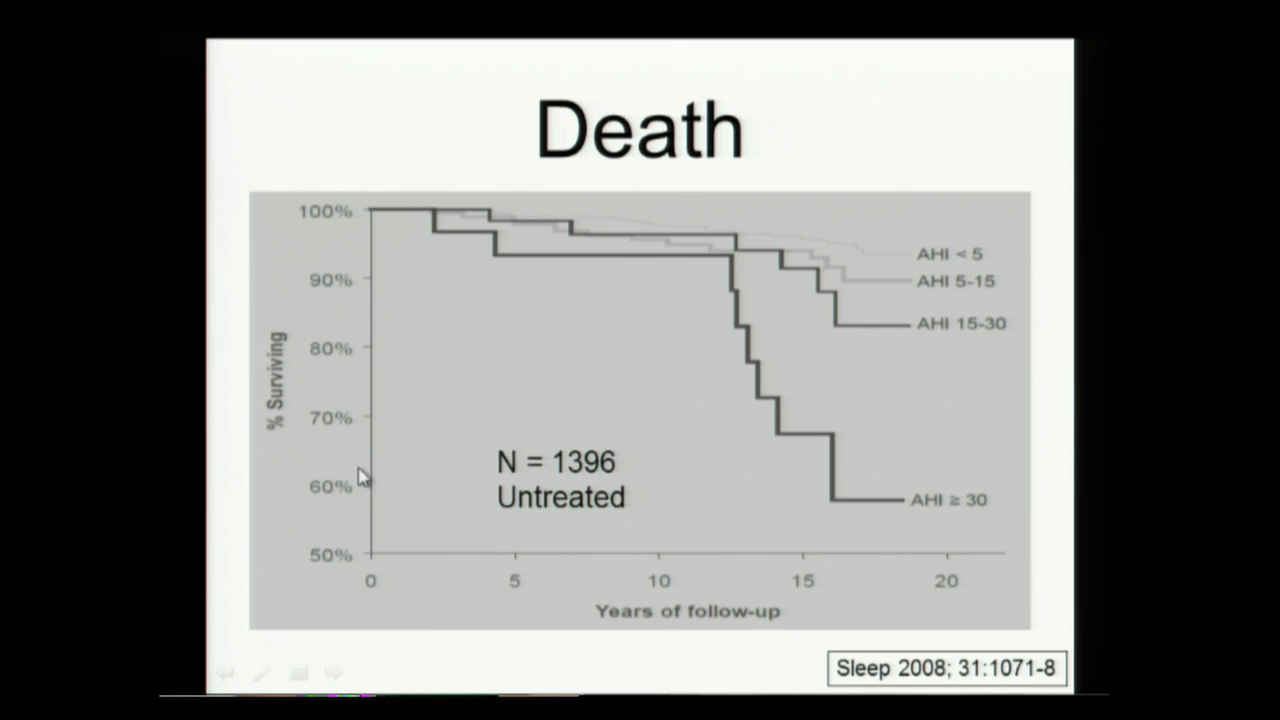 Death
100%
90%
80%
70%
60%
50%
% Surviving
AHI < 5
AHI 5-15
AHI 15-30
AHI ≥ 30
N = 1396
Untreated
0 5 10 15 20
Years of follow-up
Sleep 2008; 31:1071-8